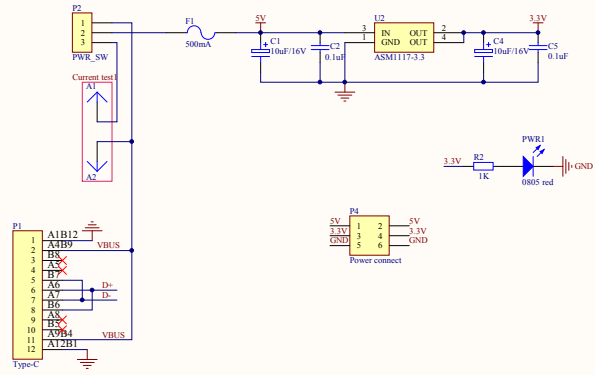 P2
1
2
3
PWR_SW
F1
500mA
5V
C1
10uF/16V
C2
0.1uF
U2
3
1
IN
GND
OUT
OUT
2
4
ASM1117-3.3
3.3V
C4
10uF/16V
C5
0.1uF
Current test1
A1
A2
3.3V
R2
1K
PWR1
0805 red
GND
P4
5V 1 2 5V
3.3V 3 4 3.3V
GND 5 6 GND
Power connect
P1
1 A1B12
2 A4B9 VBUS
3 B8
4 A5
5 B7
6 A6 D+
7 A7 D-
8 B6
9 A8
10 B5
11 A9B4 VBUS
12 A12B1
Type-C